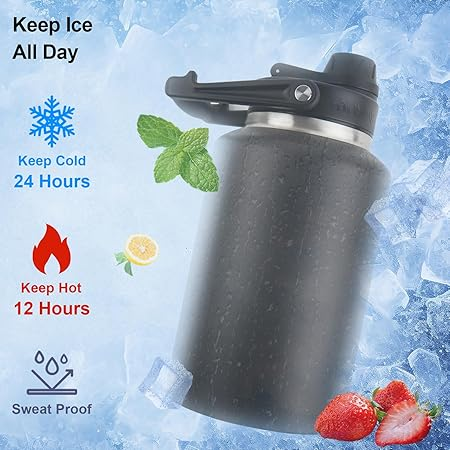 Keep Ice
All Day
Keep Cold
24 Hours
Keep Hot
12 Hours
Sweat Proof